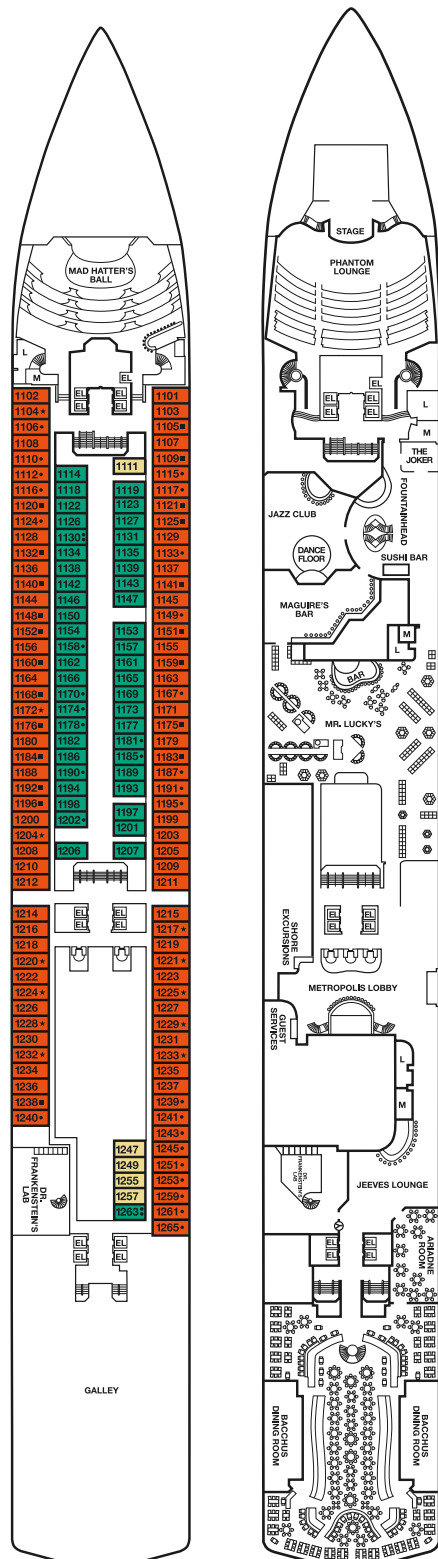 MAD HATTER'S
BALL
L
M
EL
EL EL
EL EL
1102
1104★
1106•
1108
1110•
1112•
1116•
1120■
1124•
1128
1132■
1136
1140■
1144
1148■
1152■
1156
1160■
1164
1168■
1172★
1176■
1180
1184■
1188
1192■
1196■
1200
1204★
1208
1210
1212
1114
1118
1122
1126
1130
1134
1138
1142
1146
1150
1154
1158•
1162
1166
1170•
1174•
1178•
1182
1186
1190•
1194
1198
1202•
1206
1111
1119
1123
1127
1131
1135
1139
1143
1147
1153
1157
1161
1165
1169
1173
1177
1181•
1185•
1189
1193
1197
1201
1207
1101
1103
1105■
1107
1109■
1115•
1117•
1121■
1125■
1129
1133•
1137
1141■
1145
1149•
1151■
1155
1159■
1163
1167•
1171
1175■
1179
1183■
1187•
1191•
1195•
1199
1203
1205
1209
1211
EL EL
EL EL
1214
1216
1218
1220★
1222
1224★
1226
1228★
1230
1232★
1234
1236
1238■
1240•
1215
1217★
1219
1221★
1223
1225★
1227
1229★
1231
1233★
1235
1237
1239•
1241•
1243•
1245•
1251•
1253•
1259•
1261•
1265•
1247
1249
1255
1257
1263
DR.
FRANKENSTEIN'S
LAB
EL EL
EL EL
GALLEY
STAGE
PHANTOM
LOUNGE
EL
EL EL
EL EL
L
M
THE
JOKER
JAZZ CLUB
FOUNTAINHEAD
DANCE
FLOOR
SUSHI BAR
MAGUIRE'S
BAR
M
L
BAR
MR. LUCKY'S
EL EL
EL EL
SHORE
EXCURSIONS
METROPOLIS LOBBY
GUEST
SERVICES
L
M
DR.
FRANKENSTEIN'S
LAB
JEEVES LOUNGE
EL EL
EL EL
ARIADNE
ROOM
BACCHUS
DINING ROOM
BACCHUS
DINING ROOM